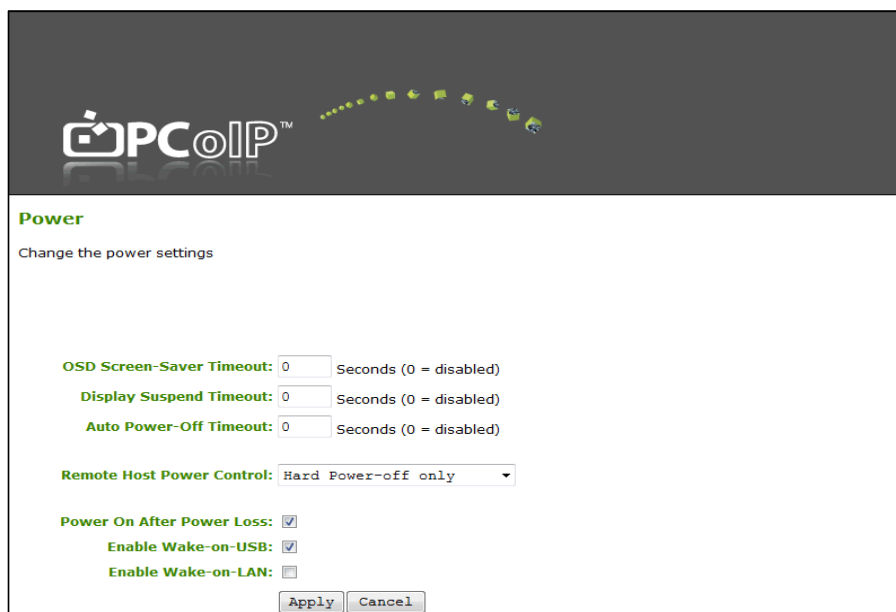 PCoIP™
Power
Change the power settings
OSD Screen-Saver Timeout: 0 Seconds (0 = disabled)
Display Suspend Timeout: 0 Seconds (0 = disabled)
Auto Power-Off Timeout: 0 Seconds (0 = disabled)
Remote Host Power Control: Hard Power-off only
Power On After Power Loss:
Enable Wake-on-USB:
Enable Wake-on-LAN:
Apply Cancel